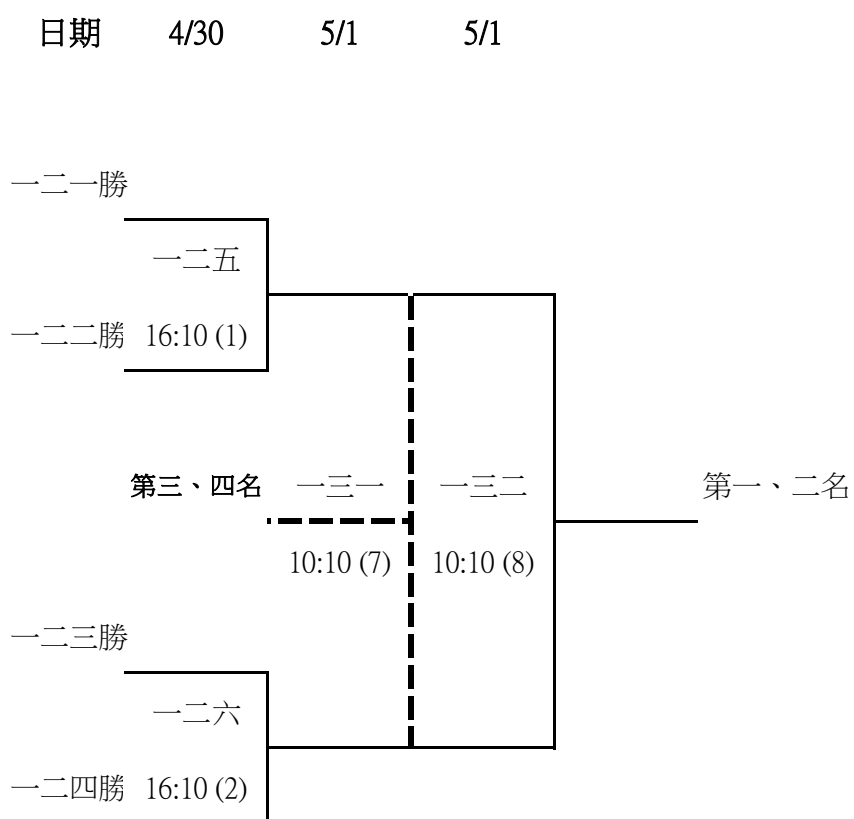 日期 4/30 5/1 5/1
一二一勝
一二五
一二二勝 16:10 (1)
第三、四名 一三一 一三二 第一、二名
10:10 (7) 10:10 (8)
一二三勝
一二六
一二四勝 16:10 (2)